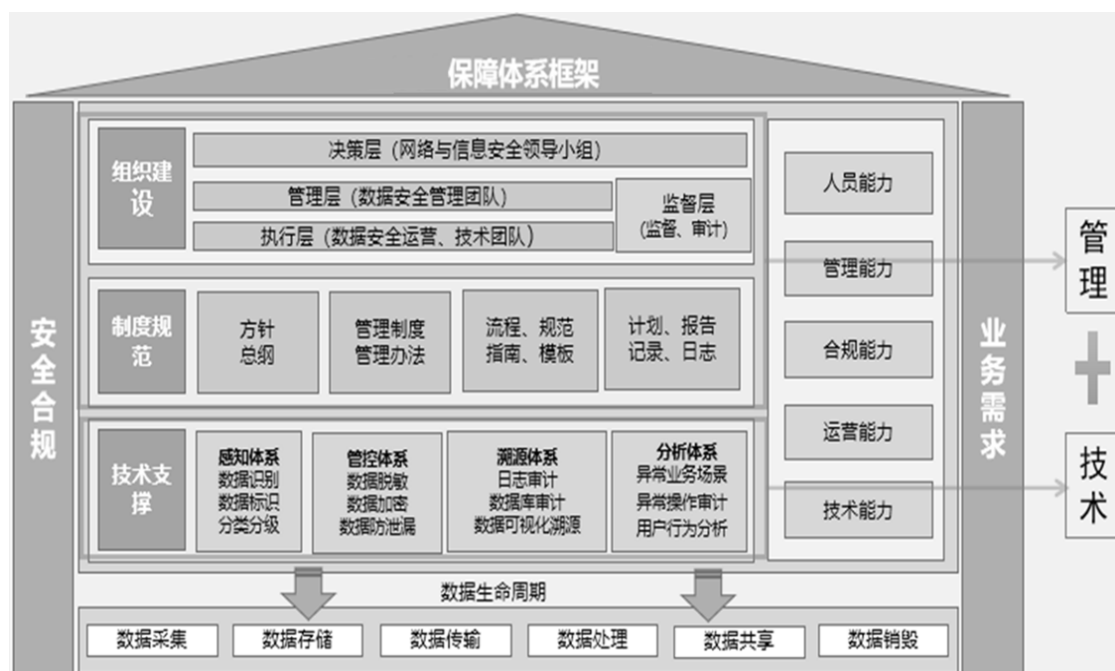 保障体系框架
安全合规
组织建
设
决策层（网络与信息安全领导小组）
管理层（数据安全管理团队）
执行层（数据安全运营、技术团队）
监督层
(监督、审计)
制度规
范
方针
总纲
管理制度
管理办法
流程、规范
指南、模板
计划、报告
记录、日志
技术支
撑
感知体系
数据识别
数据标识
分类分级
管控体系
数据脱敏
数据加密
数据防泄漏
溯源体系
日志审计
数据库审计
数据可视化溯源
分析体系
异常业务场景
异常操作审计
用户行为分析
人员能力
管理能力
合规能力
运营能力
技术能力
业务需求
管理
技术
数据生命周期
数据采集
数据存储
数据传输
数据处理
数据共享
数据销毁